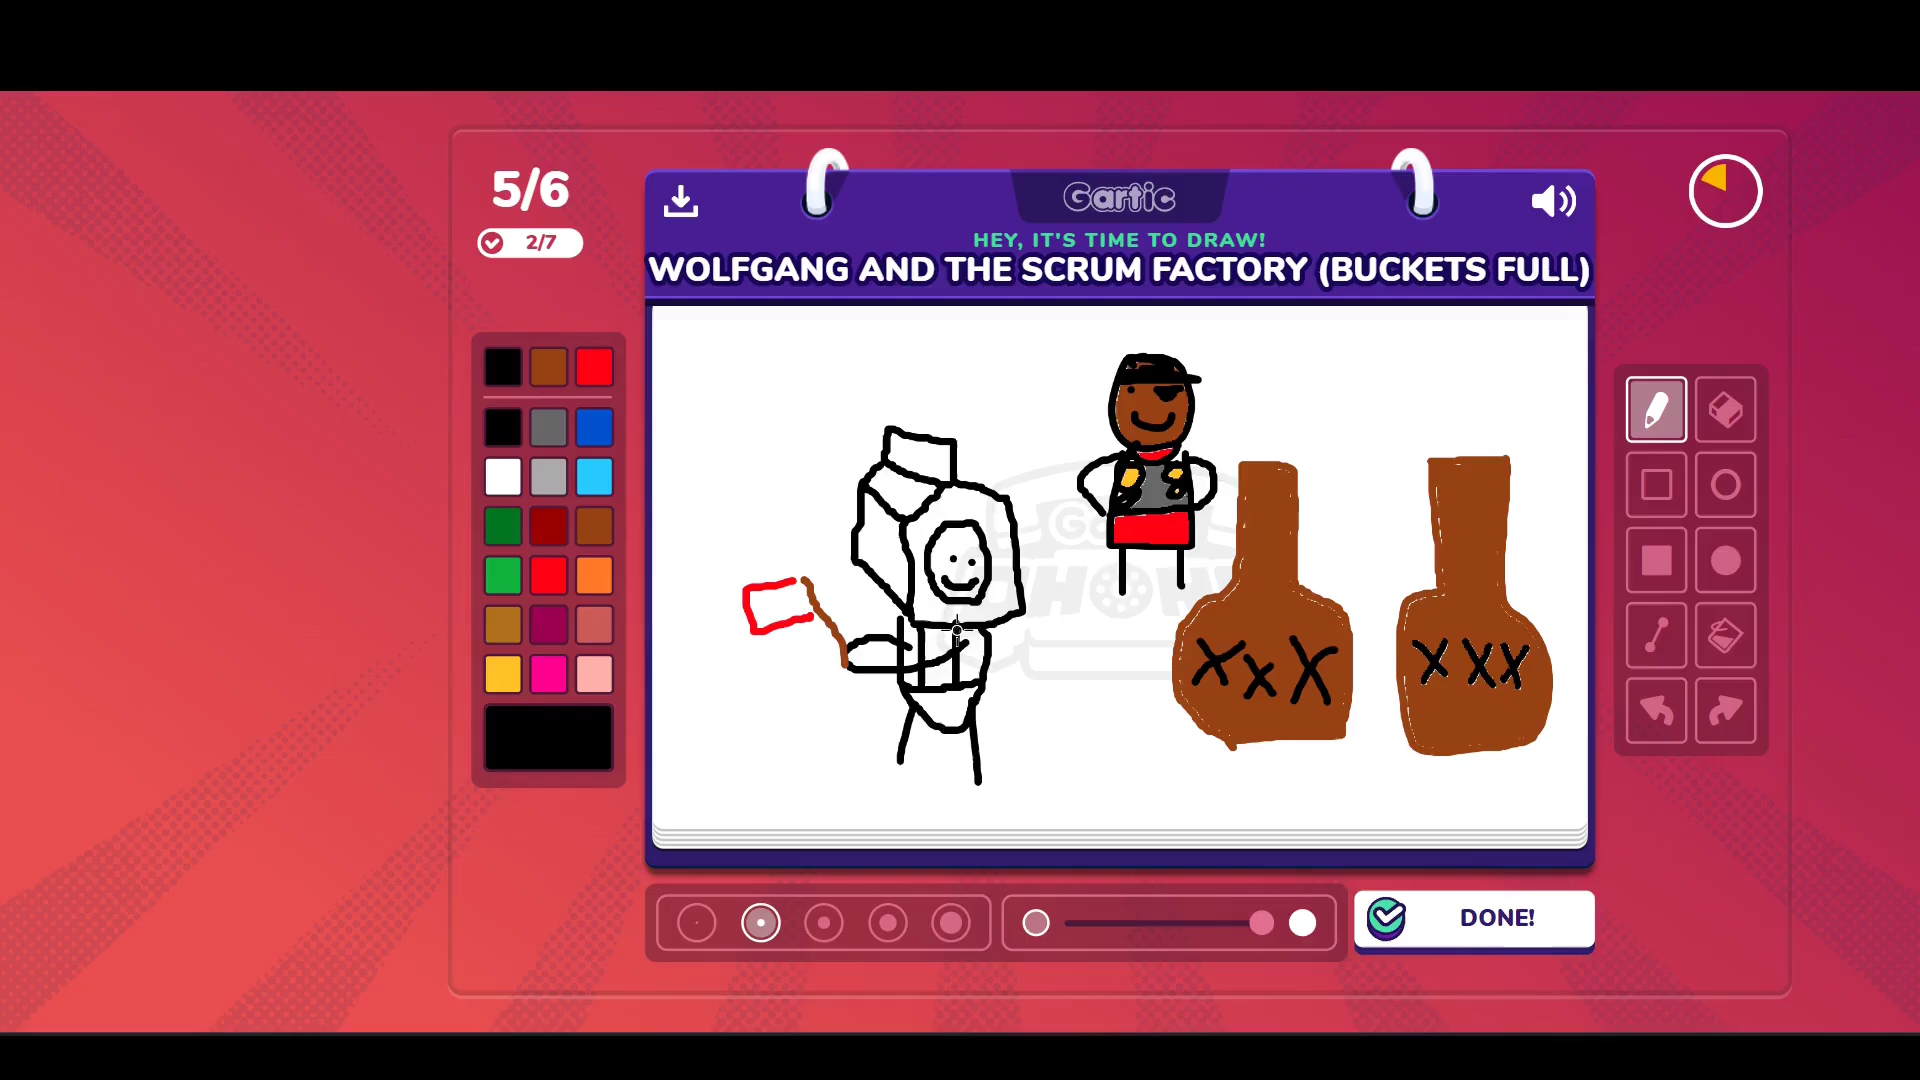 5/6
2/7
Gartic
HEY, IT'S TIME TO DRAW!
WOLFGANG AND THE SCRUM FACTORY (BUCKETS FULL)
XXX
XXX
DONE!